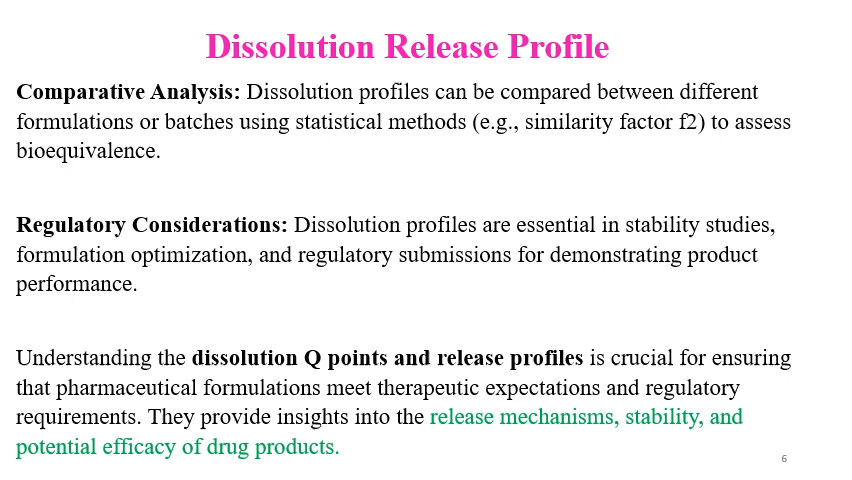 Dissolution Release Profile
Comparative Analysis: Dissolution profiles can be compared between different
formulations or batches using statistical methods (e.g., similarity factor f2) to assess
bioequivalence.
Regulatory Considerations: Dissolution profiles are essential in stability studies,
formulation optimization, and regulatory submissions for demonstrating product
performance.
Understanding the dissolution Q points and release profiles is crucial for ensuring
that pharmaceutical formulations meet therapeutic expectations and regulatory
requirements. They provide insights into the release mechanisms, stability, and
potential efficacy of drug products.
6